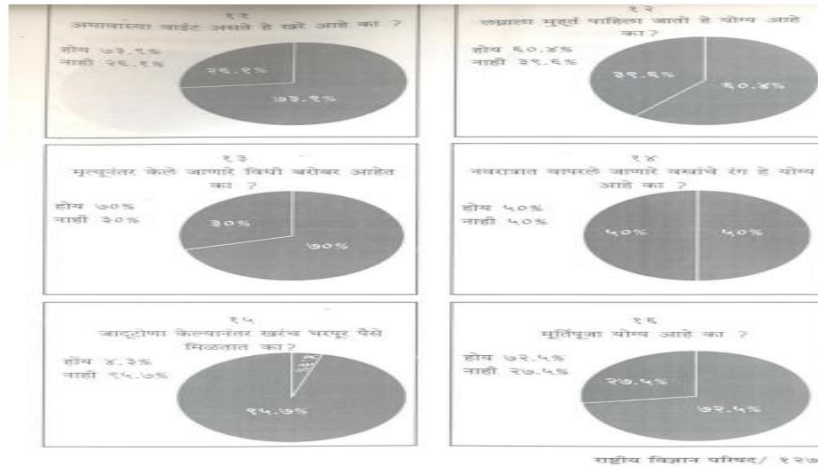 ११
अमावास्या वाईट असते हे खरे आहे का ?
होय ७३.९%
नाही २६.१%
२६.१%
७३.९%
१२
लग्नाला मुहूर्त पाहिला जातो हे योग्य आहे
का?
होय ६०.४%
नाही ३९.६%
३९.६%
६०.४%
१३
मृत्यूनंतर केले जाणारे विधी बरोबर आहेत
का ?
होय ७०%
नाही ३०%
३०%
७०%
१४
नवरात्रात वापरले जाणारे वस्त्रांचे रंग हे योग्य
आहे का ?
होय ५०%
नाही ५०%
५०%
५०%
१५
जादूटोणा केल्यानंतर खरंच भरपूर पैसे
मिळतात का?
होय ४.३%
नाही ९५.७%
९५.७%
१६
मूर्तिपूजा योग्य आहे का ?
होय ७२.५%
नाही २७.५%
२७.५%
७२.५%
राष्ट्रीय विज्ञान परिषद/ १२७